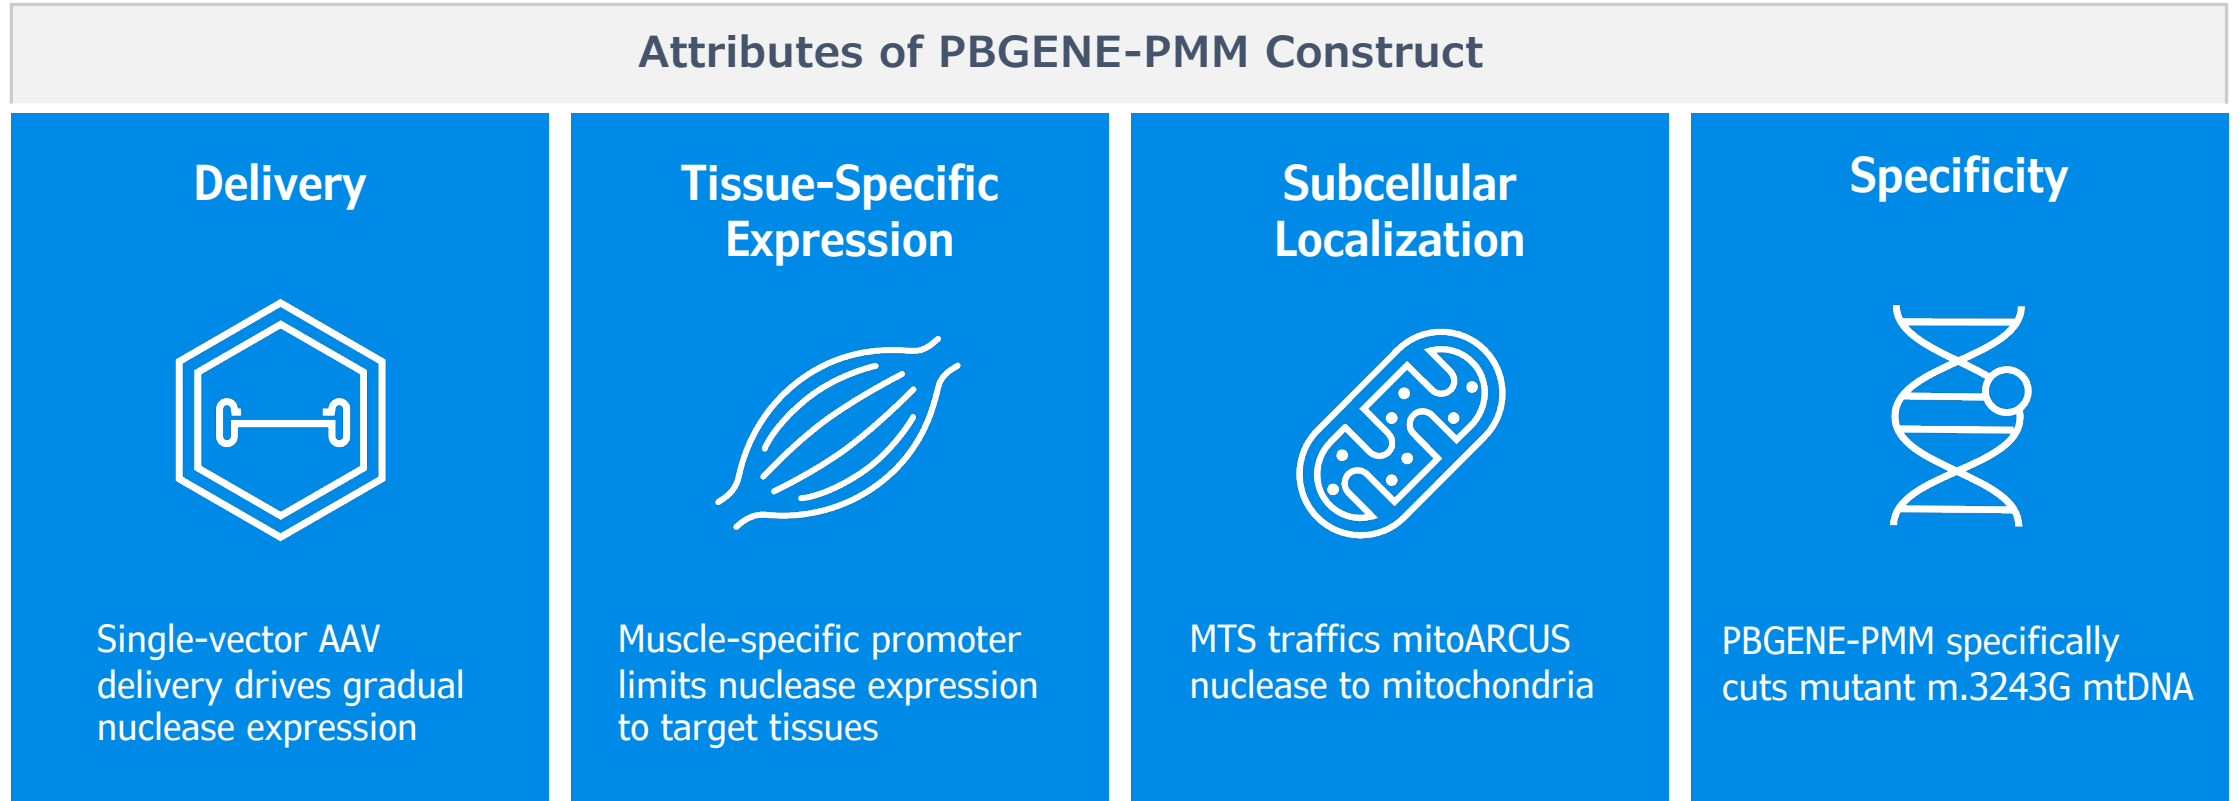 Attributes of PBGENE-PMM Construct
Delivery
Single-vector AAV
delivery drives gradual
nuclease expression
Tissue-Specific
Expression
Muscle-specific promoter
limits nuclease expression
to target tissues
Subcellular
Localization
MTS traffics mitoARCUS
nuclease to mitochondria
Specificity
PBGENE-PMM specifically
cuts mutant m.3243G mtDNA